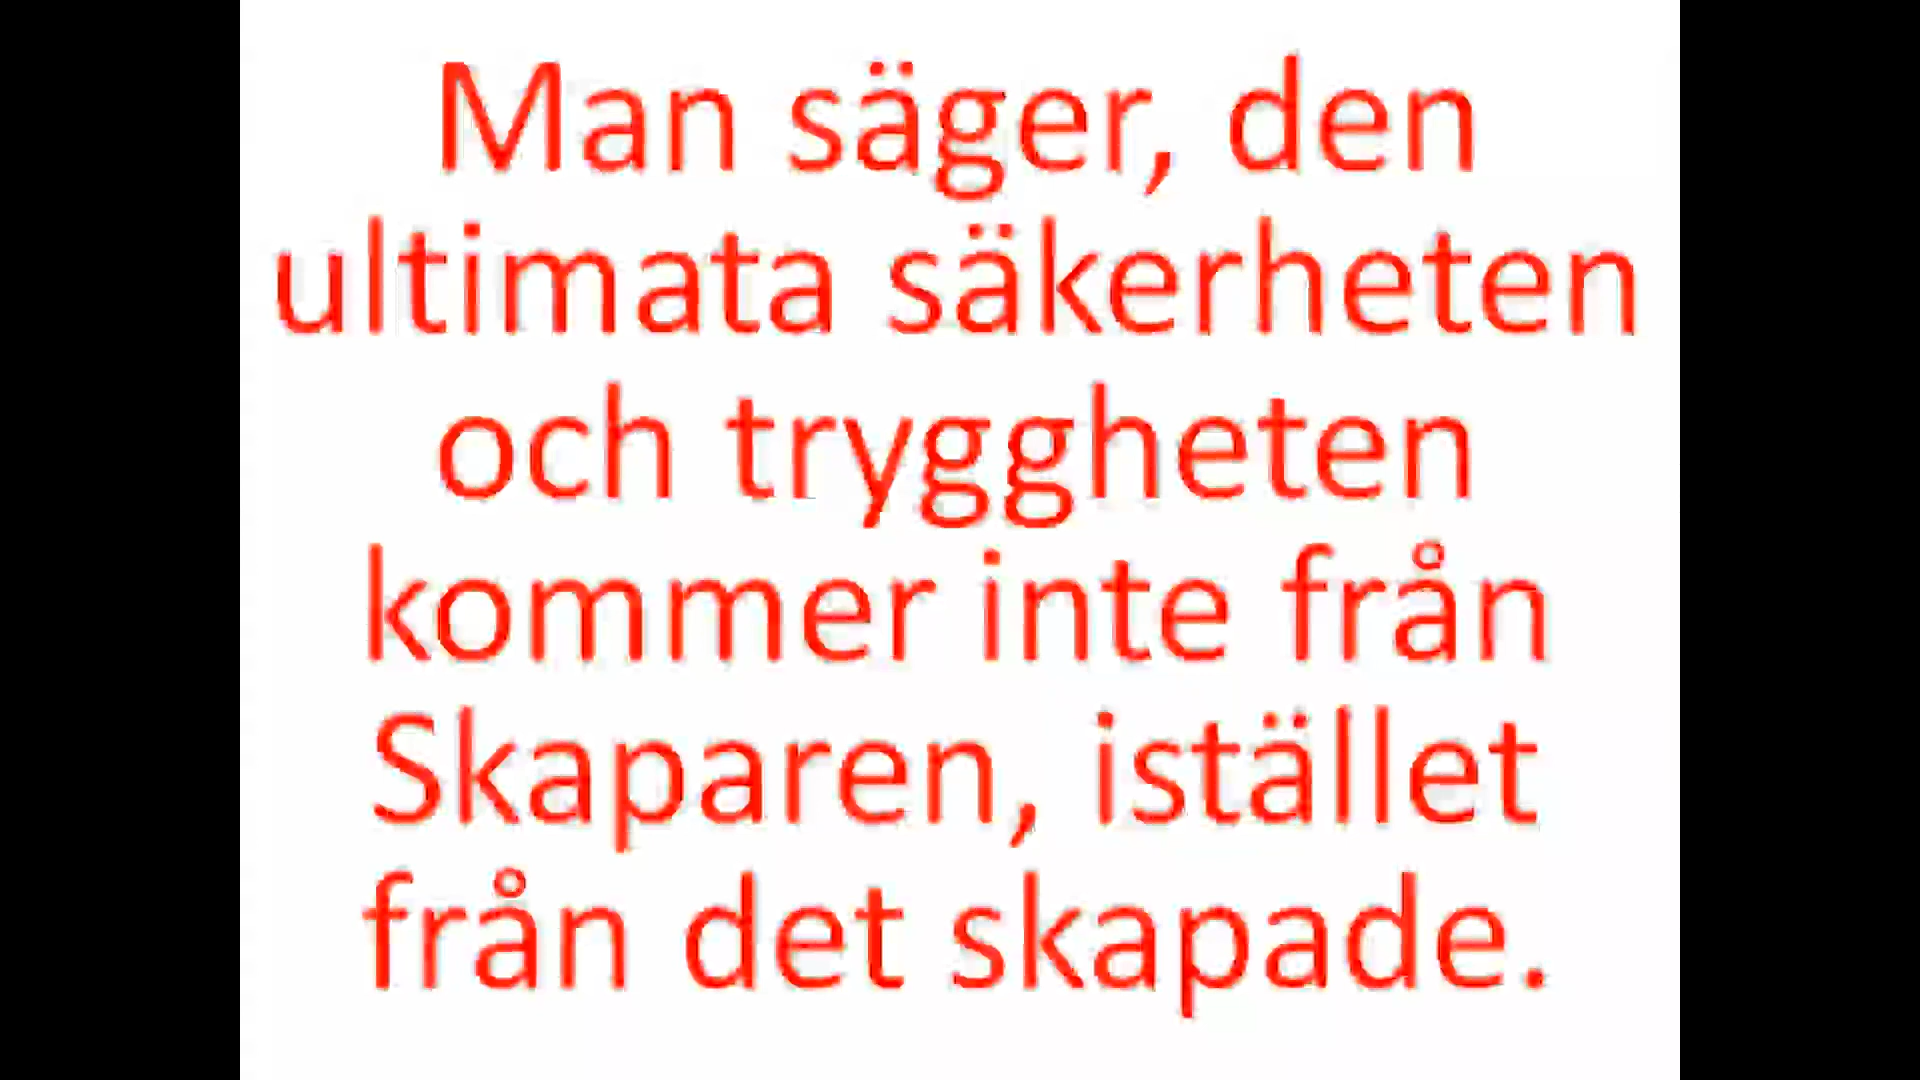 Man säger, den
ultimata säkerheten
och tryggheten
kommer inte från
Skaparen, istället
från det skapade.